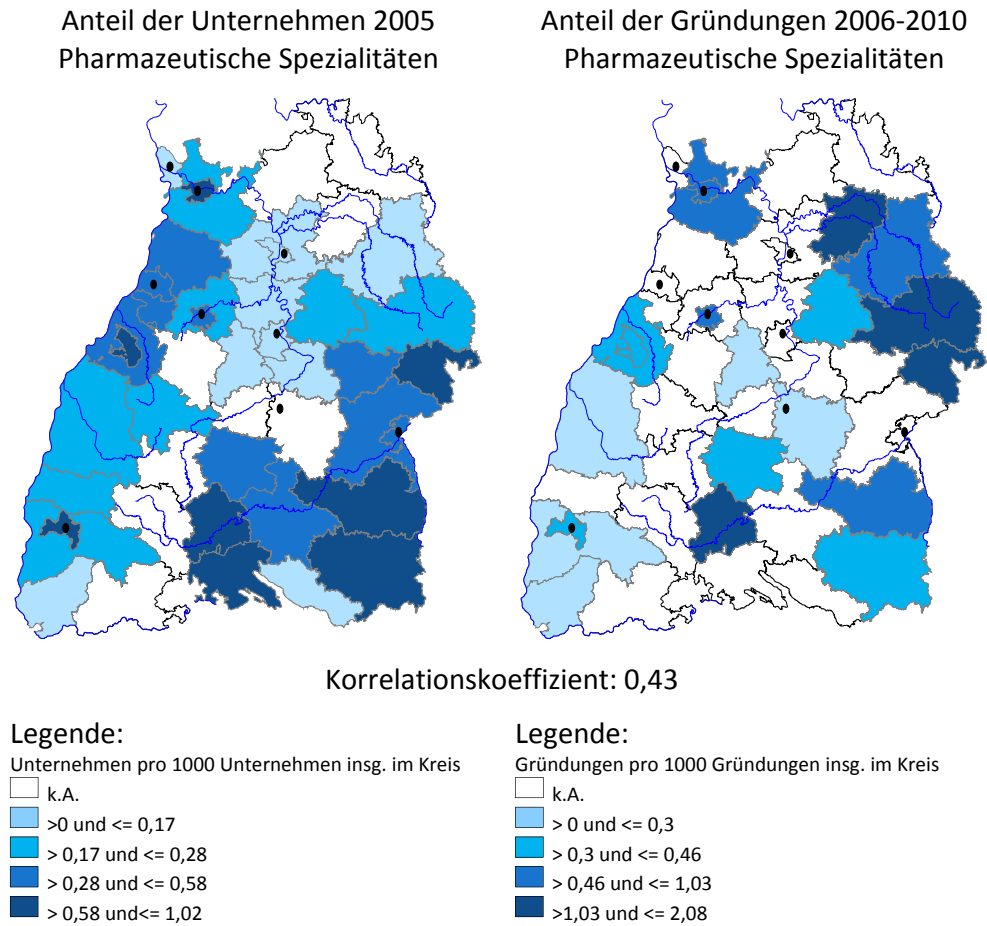 Anteil der Unternehmen 2005
Pharmazeutische Spezialitäten
Anteil der Gründungen 2006-2010
Pharmazeutische Spezialitäten
Korrelationskoeffizient: 0,43
Legende:
Unternehmen pro 1000 Unternehmen insg. im Kreis
k.A.
>0 und <= 0,17
> 0,17 und <= 0,28
> 0,28 und <= 0,58
> 0,58 und<= 1,02
Legende:
Gründungen pro 1000 Gründungen insg. im Kreis
k.A.
> 0 und <= 0,3
> 0,3 und <= 0,46
> 0,46 und <= 1,03
>1,03 und <= 2,08